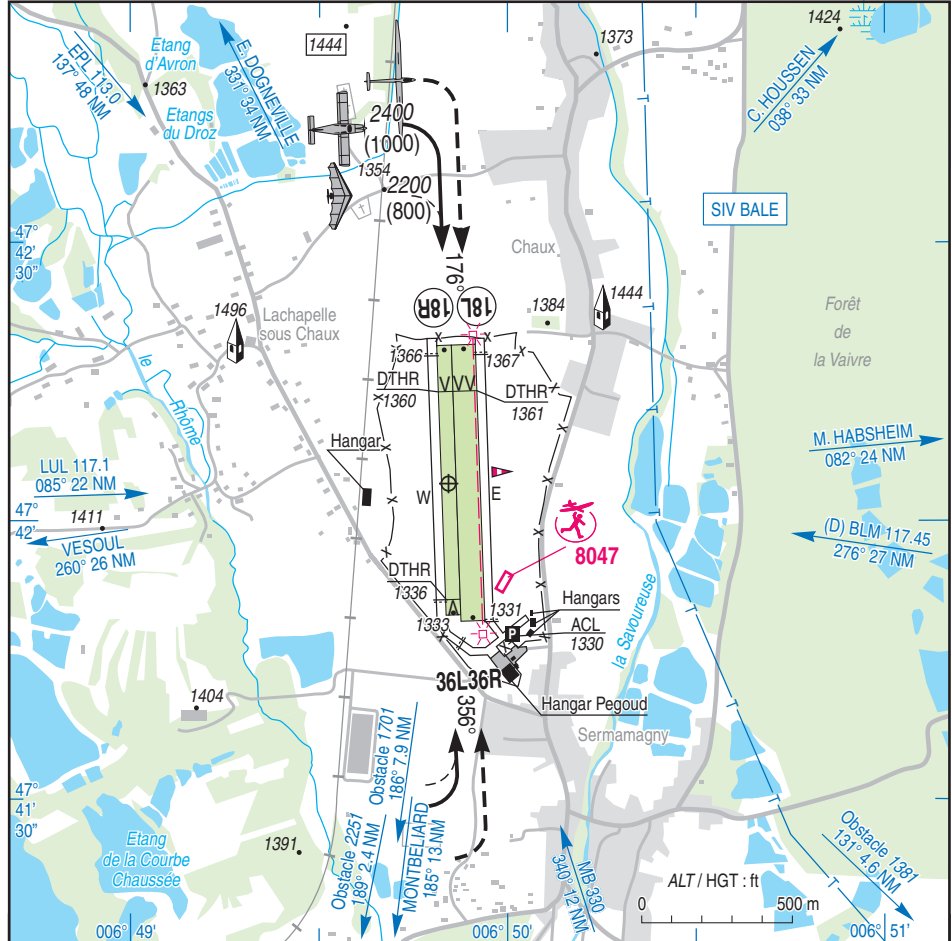 1444
1424
1373
Etang
d'Avron
EPL 113.0
137° 48 NM
1363
E. DOGNEVILLE
331° 34 NM
C. HOUSSEN
038° 33 NM
Etangs
du Droz
2400
(1000)
1354
2200
(800)
SIV BALE
47°
42'
30"
Chaux
176°
18R
18L
1496
Lachapelle
sous Chaux
1384
1444
Forêt
de
la Vaivre
1366
1367
DTHR
1360
VVV
DTHR
1361
le
Rhôme
Hangar
M. HABSHEIM
082° 24 NM
LUL 117.1
085° 22 NM
W
E
47°
42'
1411
VESOUL
260° 26 NM
(D) BLM 117.45
276° 27 NM
8047
DTHR
1336
A
1333
1331
P
Hangars
ACL
1330
la Savoureuse
36L
36R
356°
Hangar Pegoud
Sermamagny
1404
Obstacle 1701
186° 7.9 NM
47°
41'
30"
Obstacle 2251
189° 2.4 NM
MONTBELIARD
185° 13.NM
Etang
de la Courbe
Chaussée
1391
MB 330
340° 12 NM
Obstacle 1381
131° 4.6 NM
ALT / HGT : ft
0
500 m
006° 49'
006° 50'
006° 51'
T
T
T
T
T
T
T